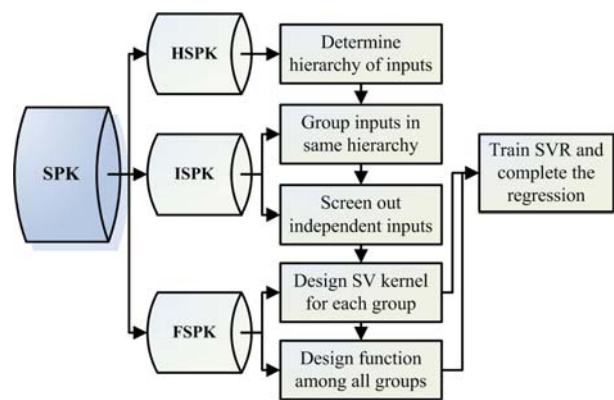 SPK
HSPK
ISPK
FSPK
Determine
hierarchy of inputs
Group inputs in
same hierarchy
Screen out
independent inputs
Design SV kernel
for each group
Design function
among all groups
Train SVR and
complete the
regression